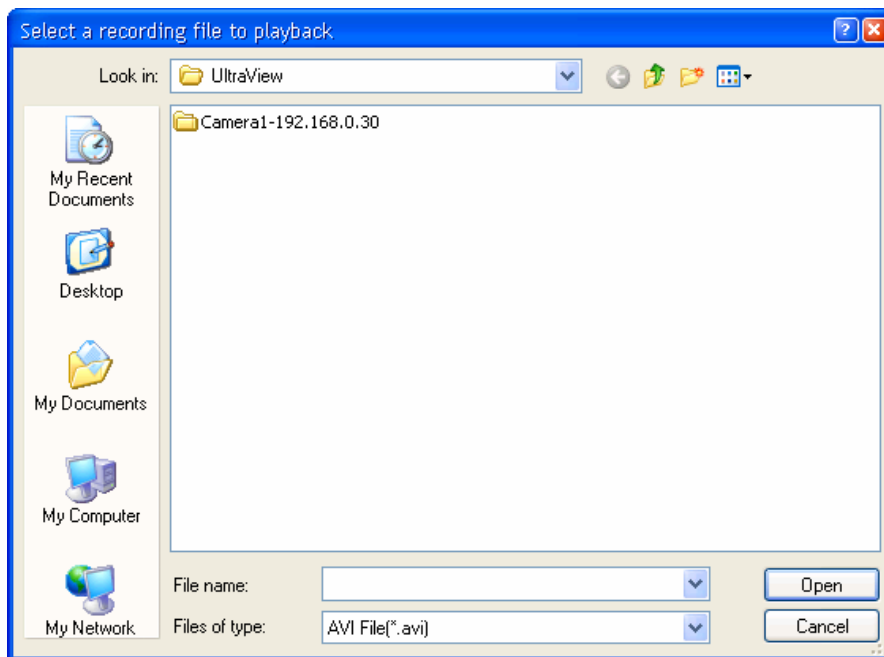 Select a recording file to playback
Look in: UltraView
Camera1-192.168.0.30
My Recent
Documents
Desktop
My Documents
My Computer
My Network
File name:
Open
Files of type: AVI File(*.avi)
Cancel